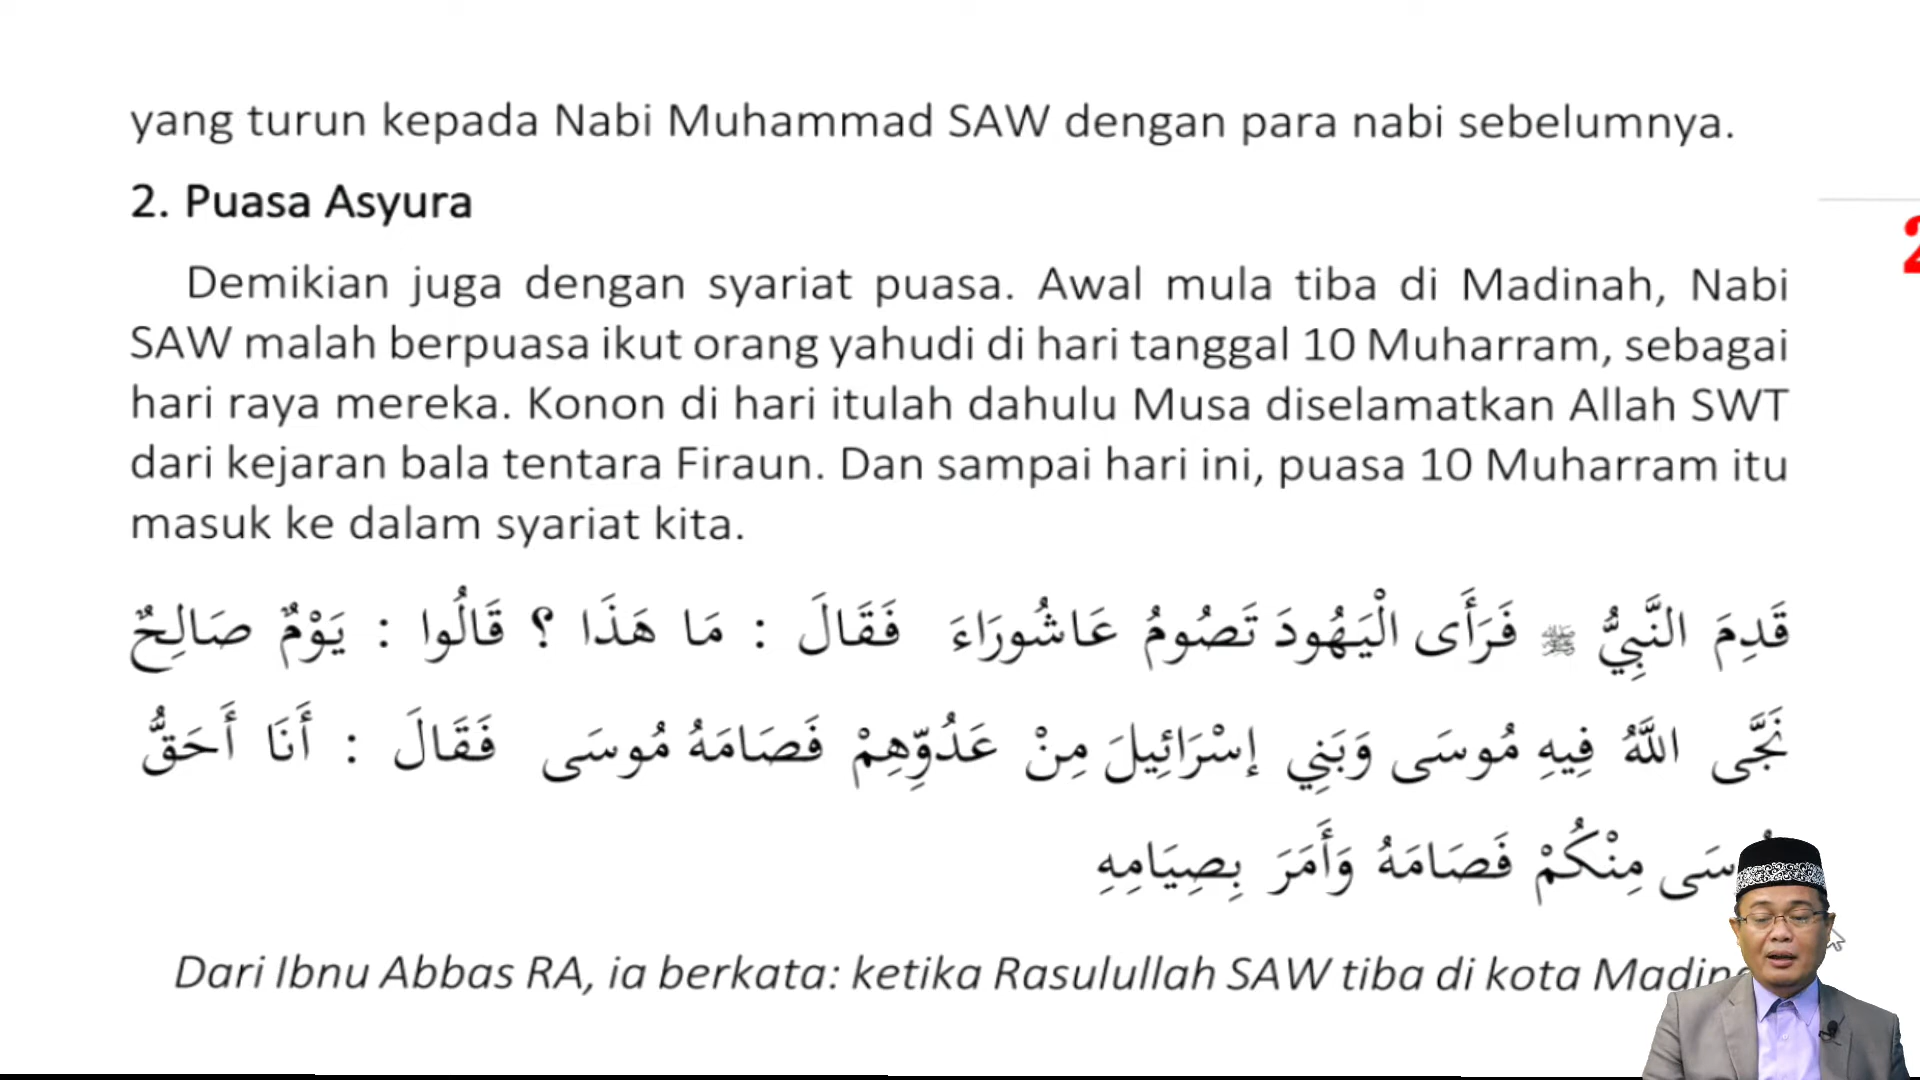 yang turun kepada Nabi Muhammad SAW dengan para nabi sebelumnya.
2. Puasa Asyura
Demikian juga dengan syariat puasa. Awal mula tiba di Madinah, Nabi
SAW malah berpuasa ikut orang yahudi di hari tanggal 10 Muharram, sebagai
hari raya mereka. Konon di hari itulah dahulu Musa diselamatkan Allah SWT
dari kejaran bala tentara Firaun. Dan sampai hari ini, puasa 10 Muharram itu
masuk ke dalam syariat kita.
قَدِمَ النَّبِيُّ ﷺ فَرَأَى الْيَهُودَ تَصُومُ عَاشُورَاءَ فَقَالَ : مَا هَذَا ؟ قَالُوا : يَوْمٌ صَالِحٌ
نَجَّى اللَّهُ فِيهِ مُوسَى وَبَنِي إسْرَائِيلَ مِنْ عَدُوِّهِمْ فَصَامَهُ مُوسَى فَقَالَ : أَنَا أَحَقُّ
مِنْكُمْ فَصَامَهُ وَأَمَرَ بِصِيَامِهِ
Dari Ibnu Abbas RA, ia berkata: ketika Rasulullah SAW tiba di kota